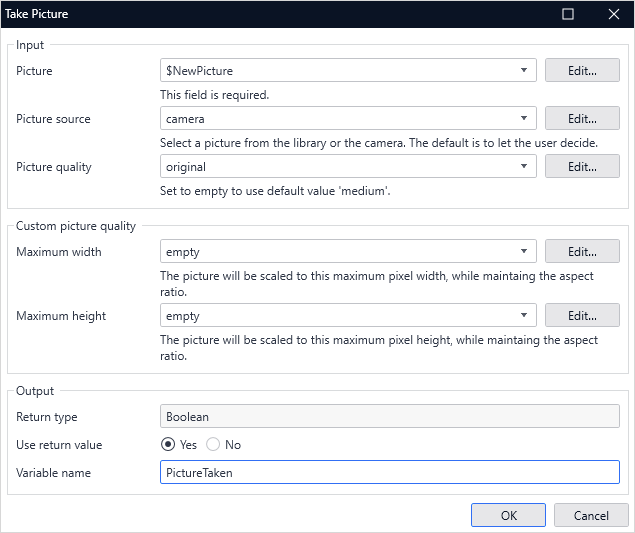 Take Picture
Input
Picture
$NewPicture
Edit...
This field is required.
Picture source
camera
Edit...
Select a picture from the library or the camera. The default is to let the user decide.
Picture quality
original
Edit...
Set to empty to use default value 'medium'.
Custom picture quality
Maximum width
empty
Edit...
The picture will be scaled to this maximum pixel width, while maintaing the aspect
ratio.
Maximum height
empty
Edit...
The picture will be scaled to this maximum pixel height, while maintaing the aspect
ratio.
Output
Return type
Boolean
Use return value
Yes
No
Variable name
PictureTaken
OK
Cancel